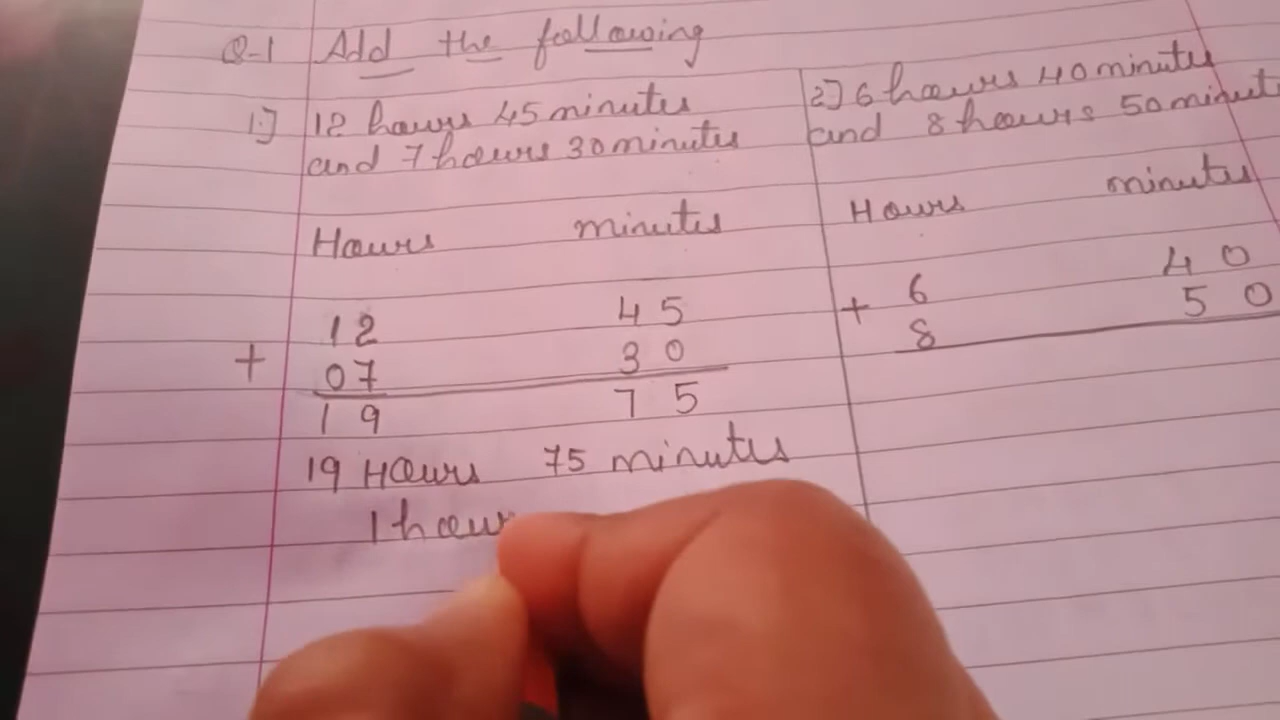 Q-1 Add the following
1.] 12 hours 45 minutes
and 7 hours 30 minutes
Hours minutes
12 45
+ 07 30
19 75
19 Hours 75 minutes
1 hour
2] 6 hours 40 minutes
and 8 hours 50 minut
Hours minutes
6 40
+ 8 50